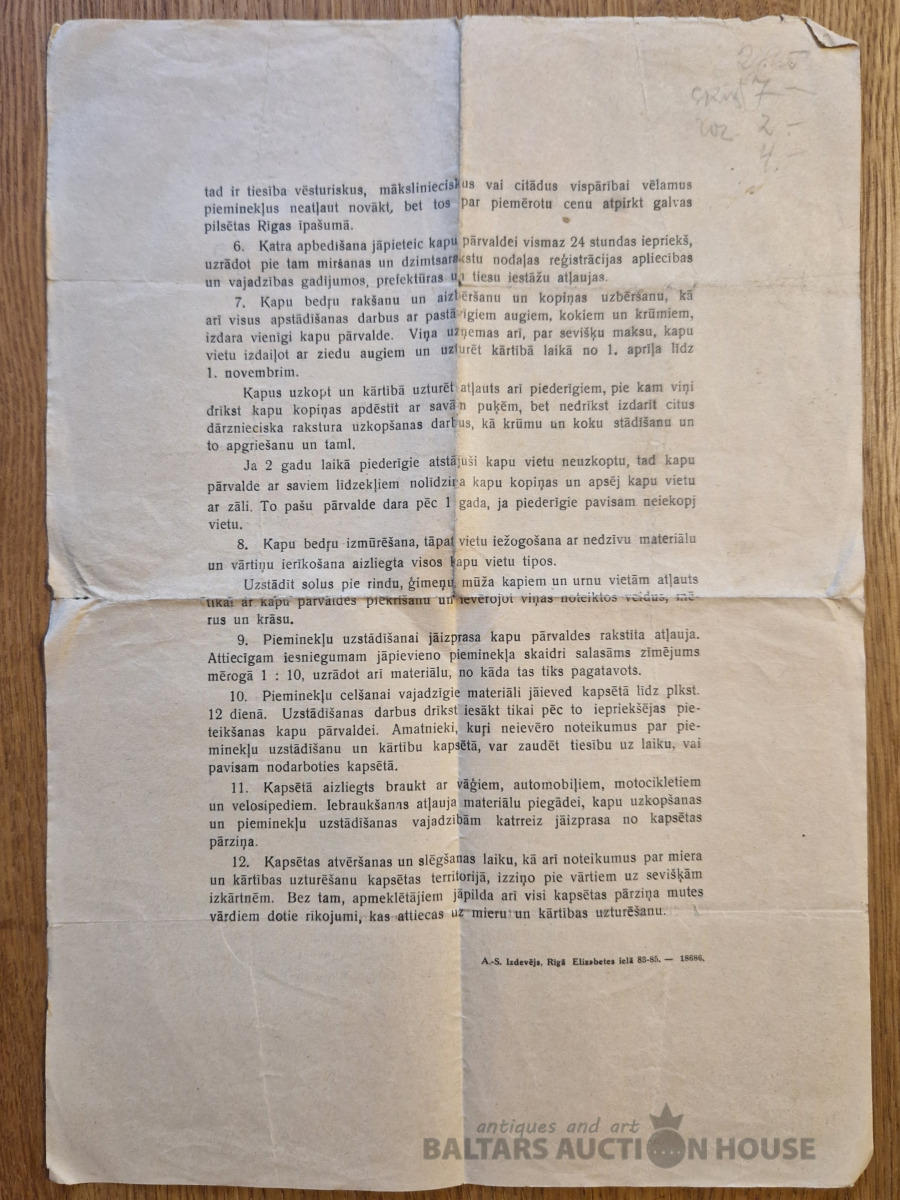 7 —
2 . —
4 . —
tad ir tiesība vēsturiskus, mākslinieciskus vai citādus vispārībai vēlamus
pieminekļus neatļaut novākt, bet tos par piemērotu cenu atpirkt galvas
pilsētas Rīgas īpašumā.
6. Katra apbedīšana jāpieteic kapu pārvaldei vismaz 24 stundas iepriekš,
uzrādot pie tam miršanas un dzimtsarakstu nodaļas reģistrācijas apliecības
un vajadzības gadījumos, prefektūras un tiesu iestāžu atļaujas.
7. Kapu bedŗu rakšanu un aizbēršanu un kopiņas uzbēršanu, kā
arī visus apstādīšanas darbus ar pastāvīgiem augiem, kokiem un krūmiem,
izdara vienīgi kapu pārvalde. Viņa uzņemas arī, par sevišķu maksu, kapu
vietu izdaiļot ar ziedu augiem un uzturēt kārtībā laikā no 1. aprīļa līdz
1. novembrim.
Kapus uzkopt un kārtībā uzturēt atļauts arī piederīgiem, pie kam viņi
drīkst kapu kopiņas apdēstīt ar savām puķēm, bet nedrīkst izdarīt citus
dārznieciska rakstura uzkopšanas darbus, kā krūmu un koku stādīšanu un
to apgriešanu un taml.
Ja 2 gadu laikā piederīgie atstājuši kapu vietu neuzkoptu, tad kapu
pārvalde ar saviem līdzekļiem nolīdzina kapu kopiņas un apsēj kapu vietu
ar zāli. To pašu pārvalde dara pēc 1 gada, ja piederīgie pavisam neiekopj
vietu.
8. Kapu bedŗu izmūrēšana, tāpat vietu iežogošana ar nedzīvu materiālu
un vārtiņu ierīkošana aizliegta visos kapu vietu tipos.
Uzstādīt solus pie rindu, ģimeņu, mūža kapiem un urnu vietām atļauts
tikai ar kapu pārvaldes piekrišanu un ievērojot viņas noteiktos veidus, mē-
rus un krāsu.
9. Pieminekļu uzstādīšanai jāizprasa kapu pārvaldes rakstīta atļauja.
Attiecīgam iesniegumam jāpievieno pieminekļa skaidri salasāms zīmējums
mērogā 1 : 10, uzrādot arī materiālu, no kāda tas tiks pagatavots.
10. Pieminekļu celšanai vajadzīgie materiāli jāieved kapsētā līdz plkst.
12 dienā. Uzstādīšanas darbus drīkst iesākt tikai pēc to iepriekšējas pie-
teikšanas kapu pārvaldei. Amatnieki, kuŗi neievēro noteikumus par pie-
minekļu uzstādīšanu un kārtību kapsētā, var zaudēt tiesību uz laiku, vai
pavisam nodarboties kapsētā.
11. Kapsētā aizliegts braukt ar vāģiem, automobiļiem, motocikletiem
un velosipediem. Iebraukšanas atļauja materiālu piegādei, kapu uzkopšanas
un pieminekļu uzstādīšanas vajadzībām katrreiz jāizprasa no kapsētas
pārziņa.
12. Kapsētas atvēršanas un slēgšanas laiku, kā arī noteikumus par miera
un kārtības uzturēšanu kapsētas territorijā, izziņo pie vārtiem uz sevišķām
izkārtnēm. Bez tam, apmeklētājiem jāpilda arī visi kapsētas pārziņa mutes
vārdiem dotie rīkojumi, kas attiecas uz mieru un kārtības uzturēšanu.
A.-S. Izdevējs, Rīgā Elizabetes ielā 83-85. — 18686.
antiques and art
BALTARS AUCTION HOUSE